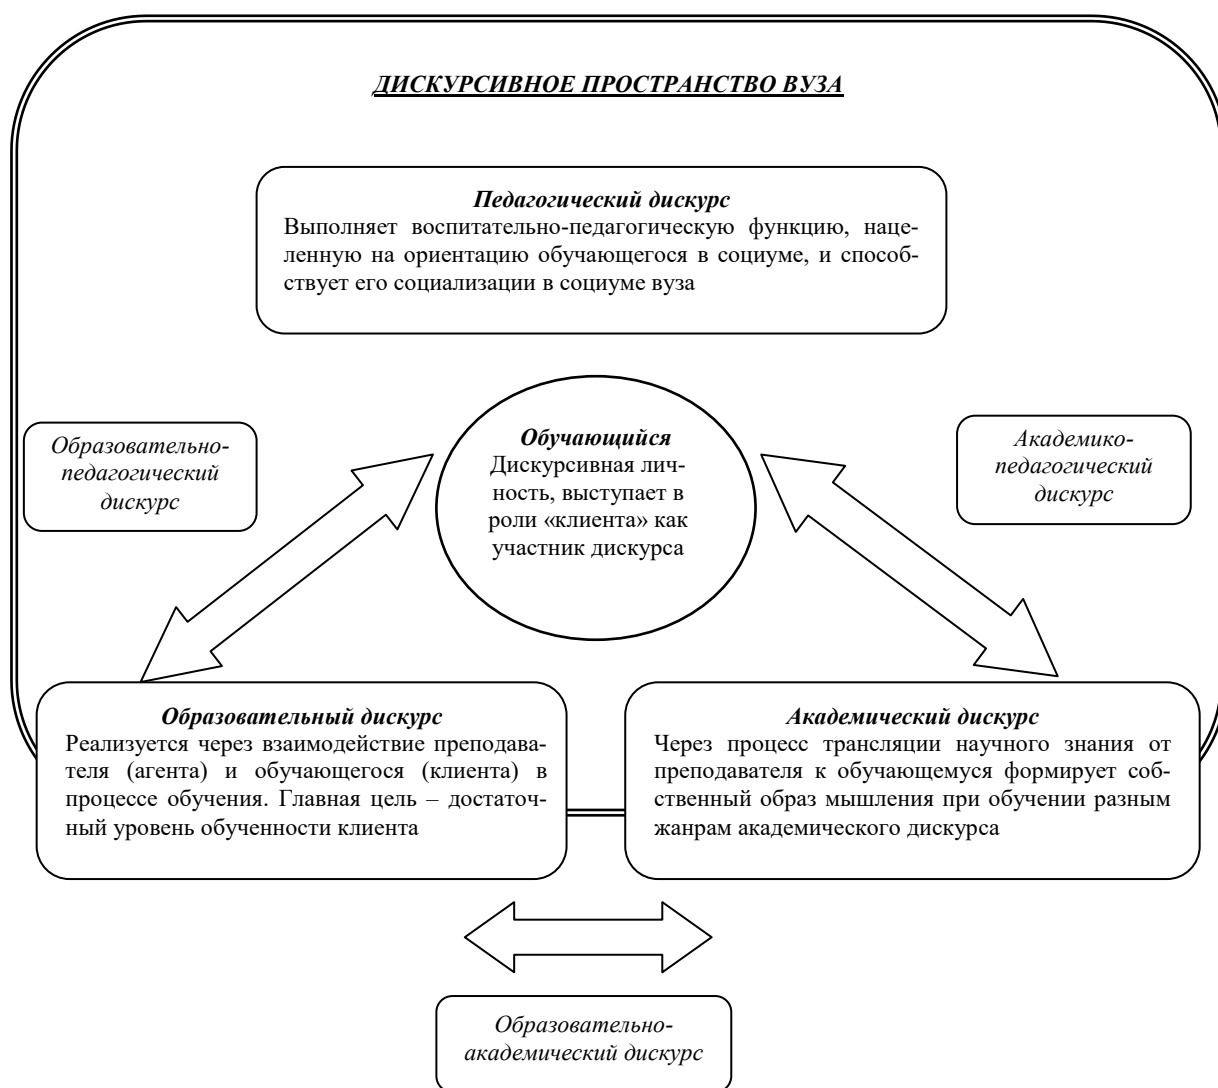 ДИСКУРСИВНОЕ ПРОСТРАНСТВО ВУЗА
Педагогический дискурс
Выполняет воспитательно-педагогическую функцию, наце-
ленную на ориентацию обучающегося в социуме, и способ-
ствует его социализации в социуме вуза
Образовательно-
педагогический
дискурс
Обучающийся
Дискурсивная лич-
ность, выступает в
роли «клиента» как
участник дискурса
Академико-
педагогический
дискурс
Образовательный дискурс
Реализуется через взаимодействие преподава-
теля (агента) и обучающегося (клиента) в
процессе обучения. Главная цель – достаточ-
ный уровень обученности клиента
Академический дискурс
Через процесс трансляции научного знания от
преподавателя к обучающемуся формирует соб-
ственный образ мышления при обучении разным
жанрам академического дискурса
Образовательно-
академический дискурс